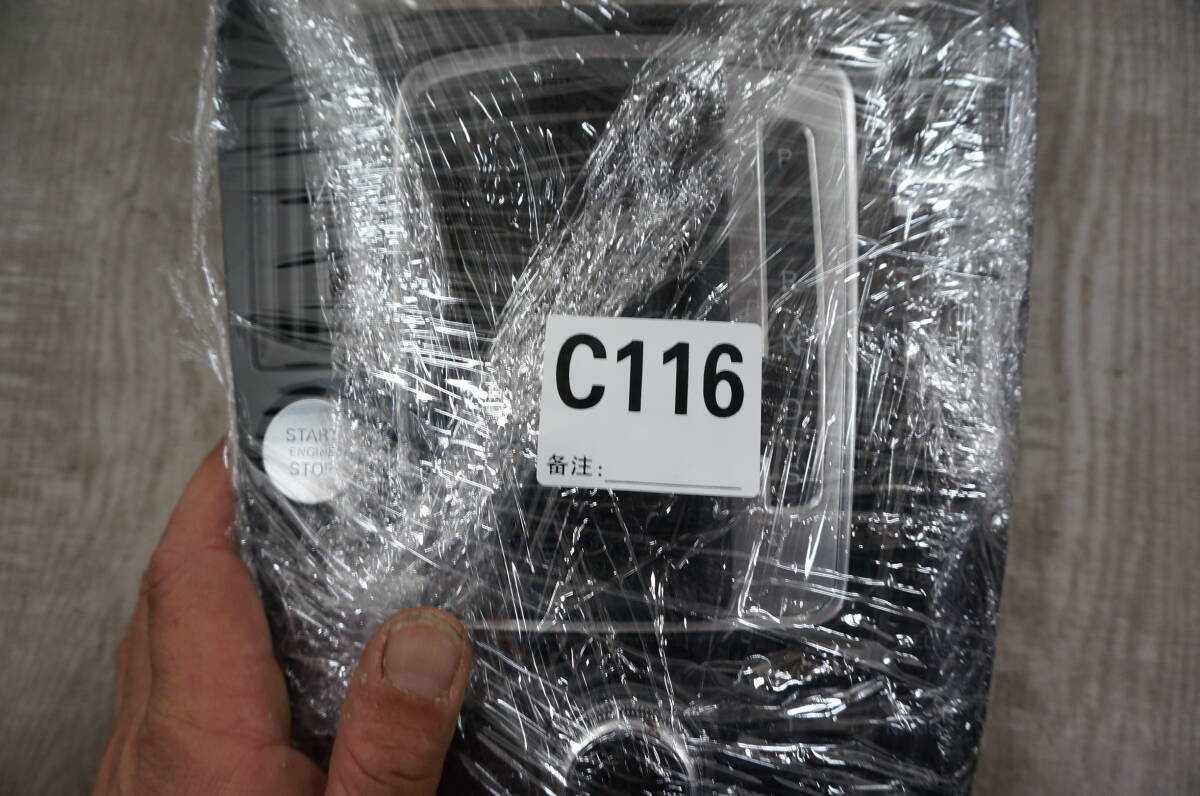 P
R
N
D
C116
备注:
START
ENGINE
STOP